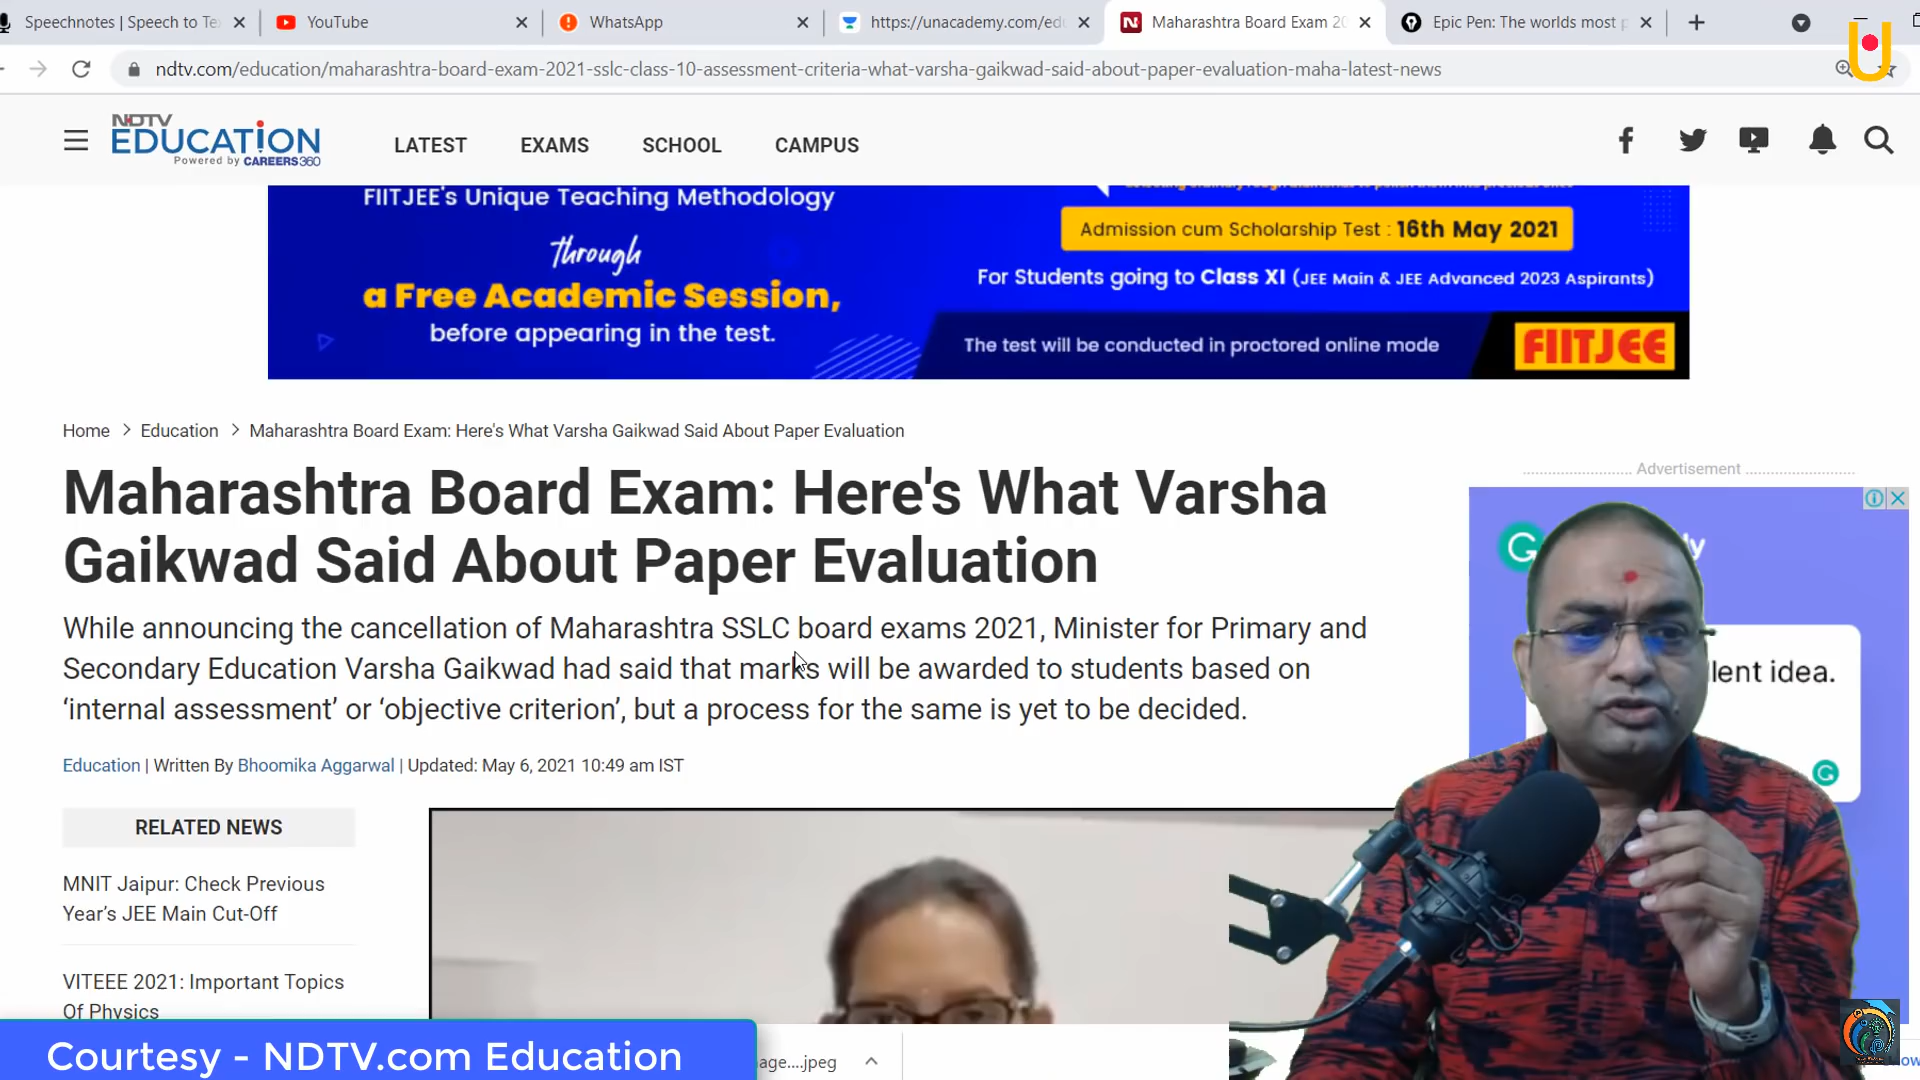 Speechnotes | Speech to Te
YouTube
WhatsApp
https://unacademy.com/edu
Maharashtra Board Exam 20
Epic Pen: The worlds most p
ndtv.com/education/maharashtra-board-exam-2021-sslc-class-10-assessment-criteria-what-varsha-gaikwad-said-about-paper-evaluation-maha-latest-news
NDTV
EDUCATION
Powered by CAREERS360
LATEST
EXAMS
SCHOOL
CAMPUS
FIITJEE's Unique Teaching Methodology
through
a Free Academic Session,
before appearing in the test.
Admission cum Scholarship Test : 16th May 2021
For Students going to Class XI (JEE Main & JEE Advanced 2023 Aspirants)
The test will be conducted in proctored online mode
FIITJEE
Home > Education > Maharashtra Board Exam: Here's What Varsha Gaikwad Said About Paper Evaluation
Maharashtra Board Exam: Here's What Varsha
Gaikwad Said About Paper Evaluation
While announcing the cancellation of Maharashtra SSLC board exams 2021, Minister for Primary and
Secondary Education Varsha Gaikwad had said that marks will be awarded to students based on
‘internal assessment’ or ‘objective criterion’, but a process for the same is yet to be decided.
Education | Written By Bhoomika Aggarwal | Updated: May 6, 2021 10:49 am IST
Advertisement
ly
lent idea.
RELATED NEWS
MNIT Jaipur: Check Previous
Year’s JEE Main Cut-Off
VITEEE 2021: Important Topics
Of Physics
Courtesy - NDTV.com Education
age....jpeg